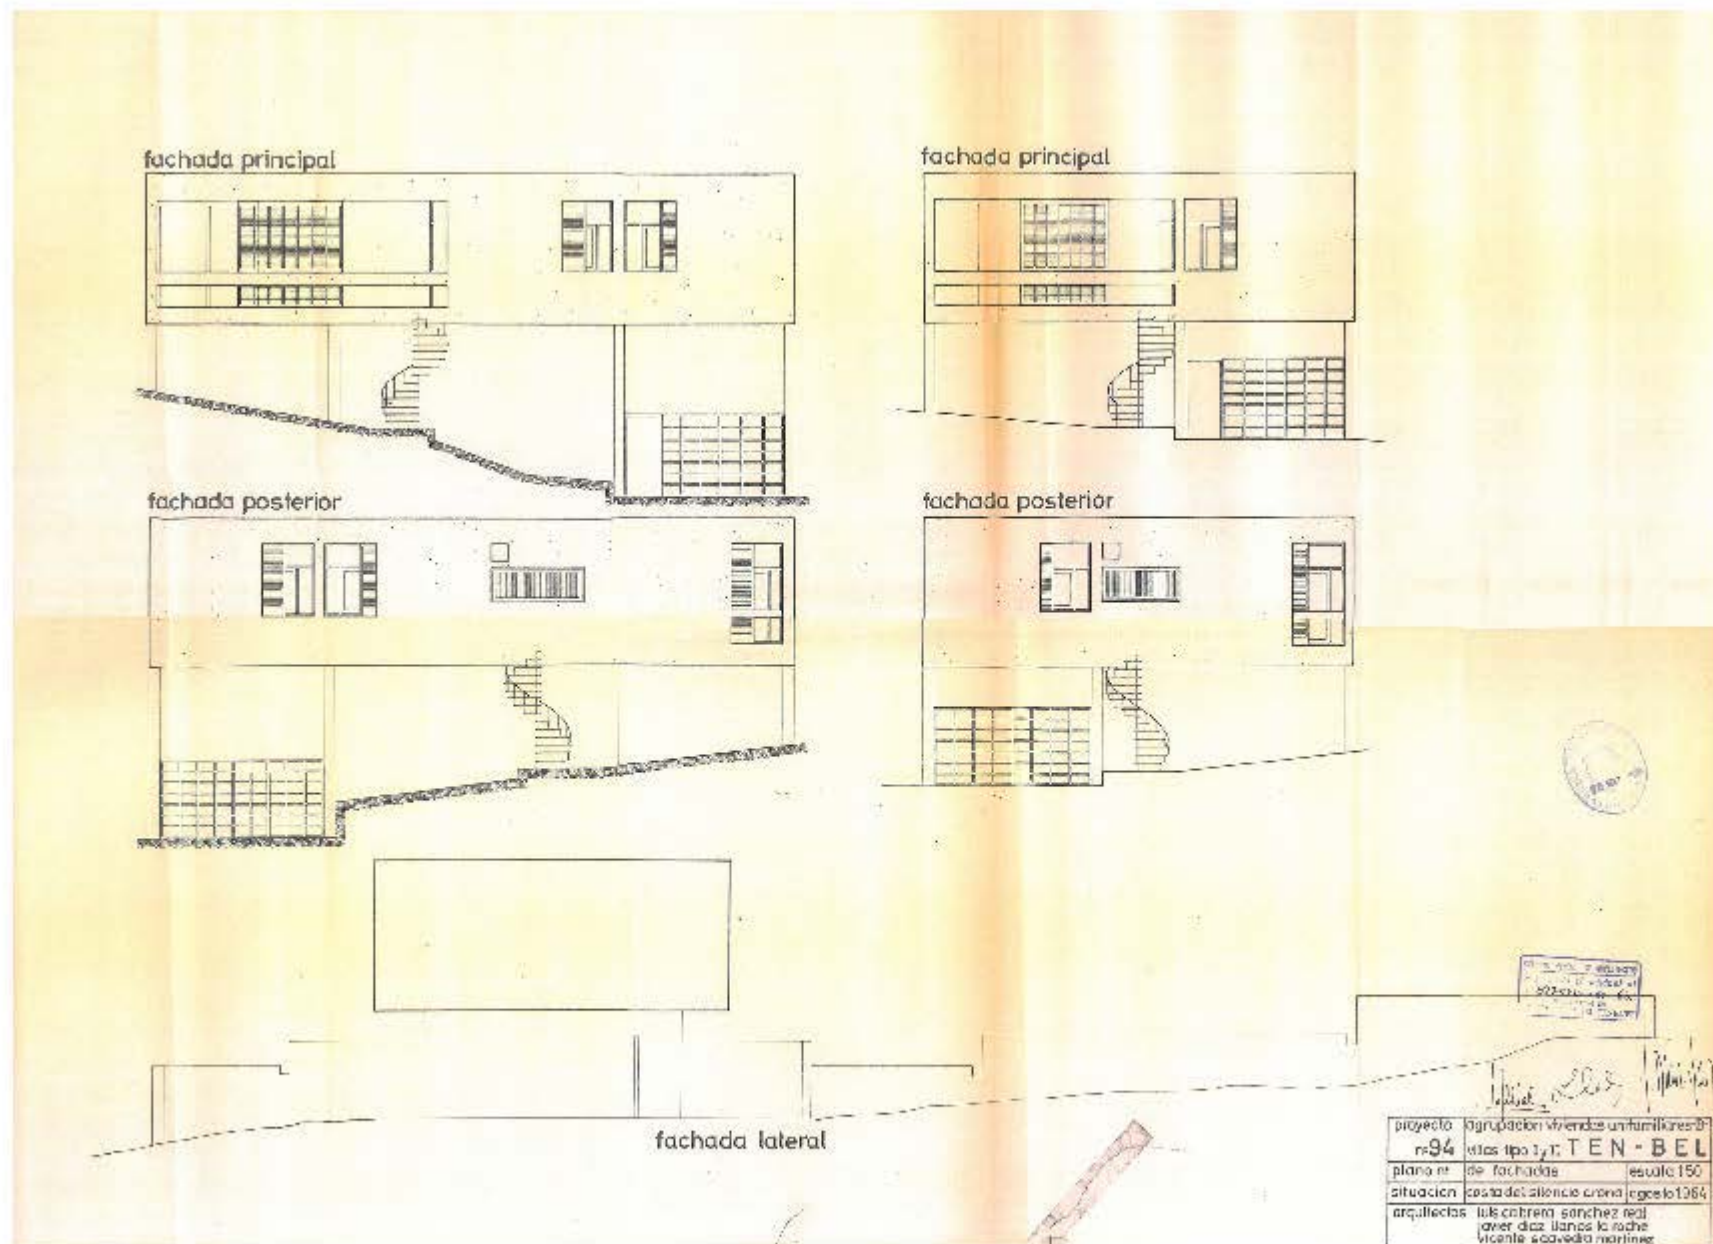 fachada principal
fachada principal
fachada posterior
fachada posterior
fachada lateral
proyecto agrupacion viviendas unifamiliares
nº94 villas tipo TEN-BEL
plano nº de fachadas escala 1:50
situacion costa del silencio arona agosto 1964
arquitectos luis cabrera sanchez real
javier diaz llanos la roche
vicente saavedra martinez